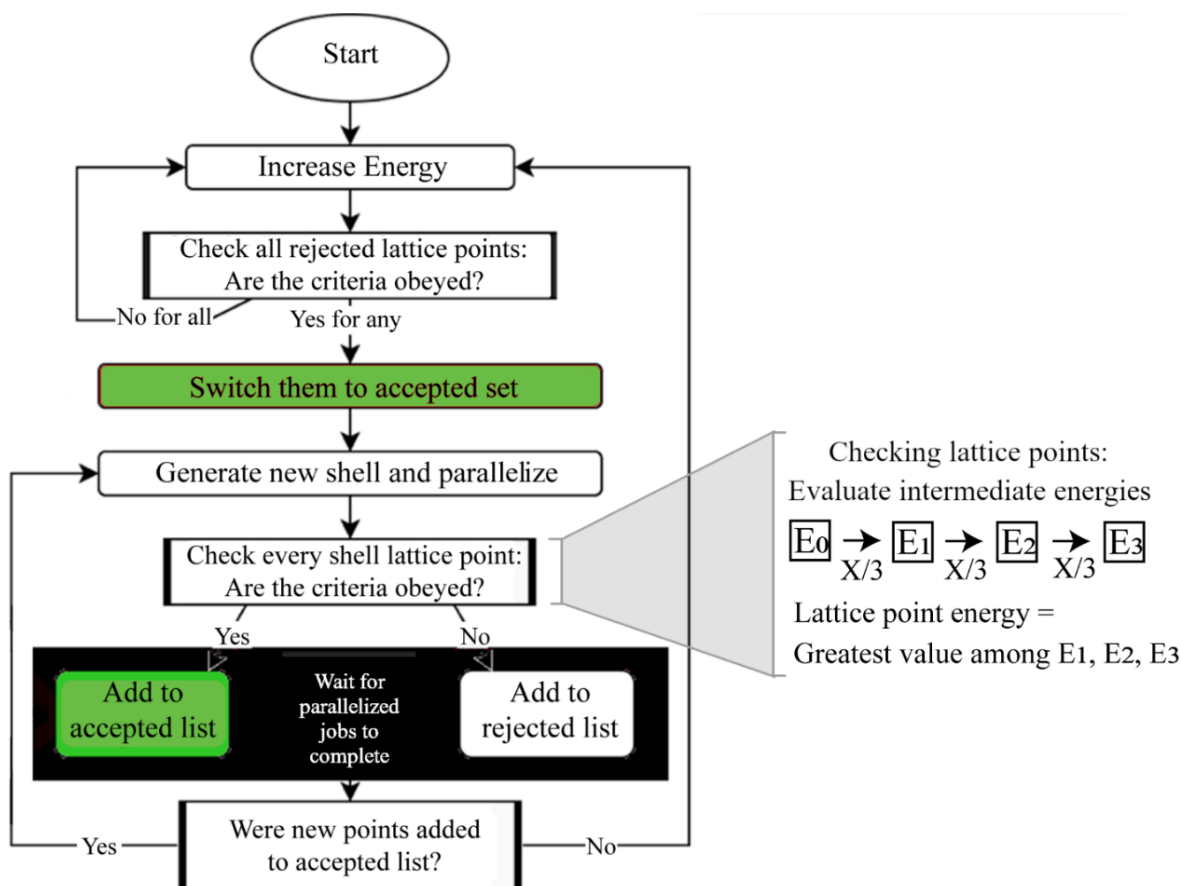 Start
Increase Energy
Check all rejected lattice points:
Are the criteria obeyed?
No for all
Yes for any
Switch them to accepted set
Generate new shell and parallelize
Check every shell lattice point:
Are the criteria obeyed?
Yes
No
Add to
accepted list
Wait for
parallelized
jobs to
complete
Add to
rejected list
Were new points added
to accepted list?
Yes
No
Checking lattice points:
Evaluate intermediate energies
E0 → E1 → E2 → E3
X/3 X/3 X/3
Lattice point energy =
Greatest value among E1, E2, E3